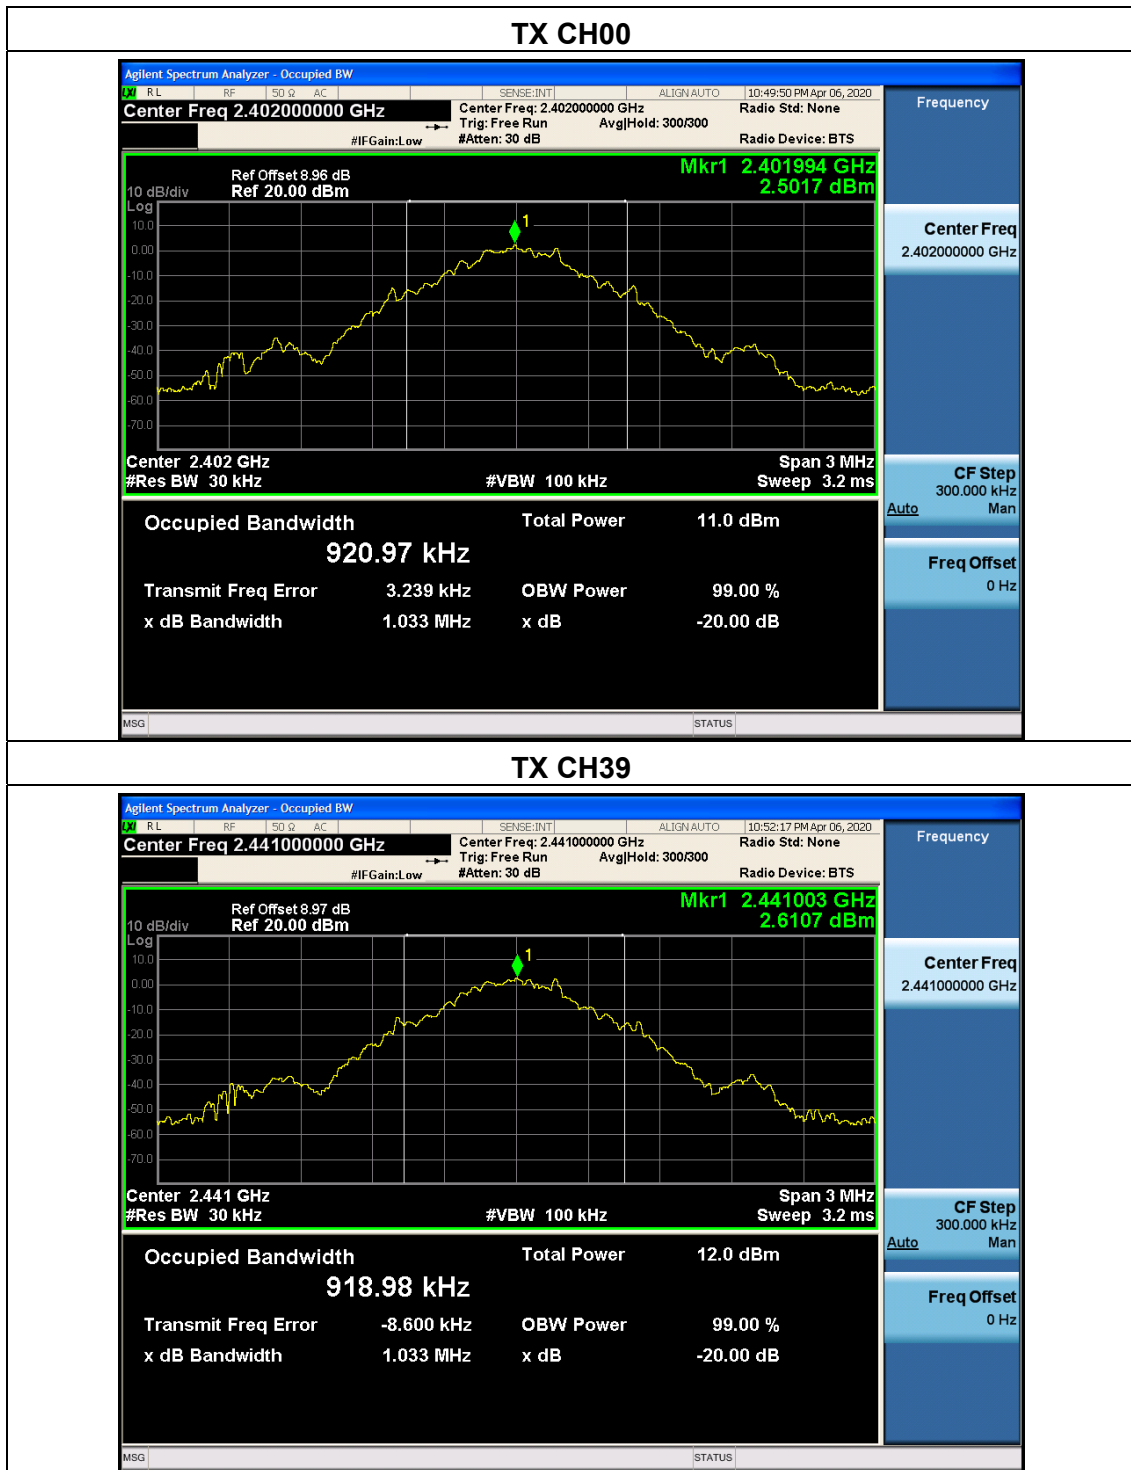 TX CH00
Agilent Spectrum Analyzer - Occupied BW
LXI RL RF 50 Ω AC SENSE:INT ALIGN AUTO 10:49:50 PM Apr 06, 2020
Center Freq 2.402000000 GHz Center Freq: 2.402000000 GHz Radio Std: None Frequency
Trig: Free Run Avg|Hold: 300/300
#IFGain:Low #Atten: 30 dB Radio Device: BTS
Mkr1 2.401994 GHz
Ref Offset 8.96 dB
10 dB/div Ref 20.00 dBm 2.5017 dBm
Log
10.0
1
0.00
-10.0
-20.0
-30.0
-40.0
-50.0
-60.0
-70.0
Center Freq
2.402000000 GHz
Center 2.402 GHz Span 3 MHz
#Res BW 30 kHz #VBW 100 kHz Sweep 3.2 ms
CF Step
300.000 kHz
Auto Man
Occupied Bandwidth Total Power 11.0 dBm
920.97 kHz
Freq Offset
0 Hz
Transmit Freq Error 3.239 kHz OBW Power 99.00 %
x dB Bandwidth 1.033 MHz x dB -20.00 dB
MSG STATUS
TX CH39
Agilent Spectrum Analyzer - Occupied BW
LXI RL RF 50 Ω AC SENSE:INT ALIGN AUTO 10:52:17 PM Apr 06, 2020
Center Freq 2.441000000 GHz Center Freq: 2.441000000 GHz Radio Std: None Frequency
Trig: Free Run Avg|Hold: 300/300
#IFGain:Low #Atten: 30 dB Radio Device: BTS
Mkr1 2.441003 GHz
Ref Offset 8.97 dB
10 dB/div Ref 20.00 dBm 2.6107 dBm
Log
10.0
1
0.00
-10.0
-20.0
-30.0
-40.0
-50.0
-60.0
-70.0
Center Freq
2.441000000 GHz
Center 2.441 GHz Span 3 MHz
#Res BW 30 kHz #VBW 100 kHz Sweep 3.2 ms
CF Step
300.000 kHz
Auto Man
Occupied Bandwidth Total Power 12.0 dBm
918.98 kHz
Freq Offset
0 Hz
Transmit Freq Error -8.600 kHz OBW Power 99.00 %
x dB Bandwidth 1.033 MHz x dB -20.00 dB
MSG STATUS